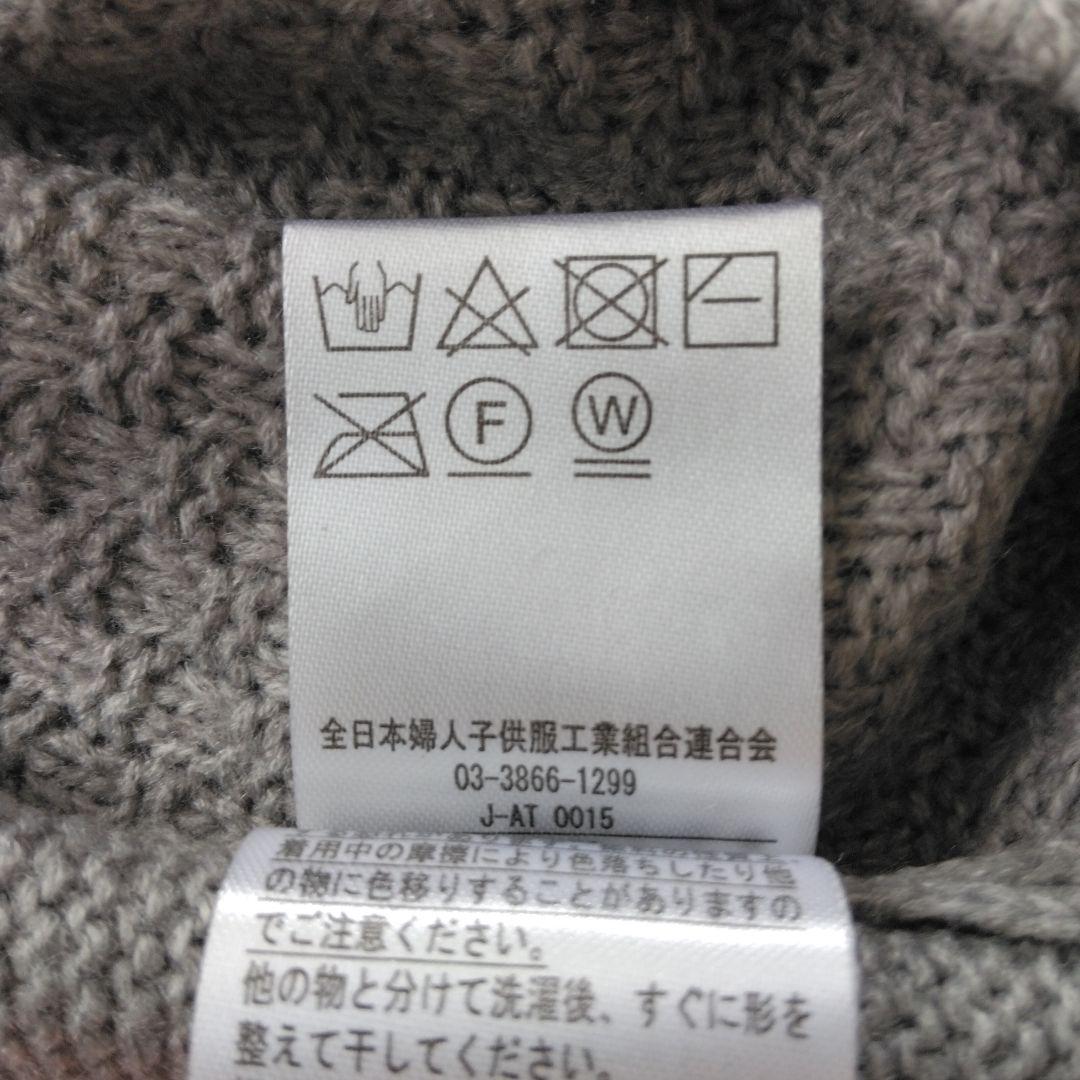 F W
全日本婦人子供服工業組合連合会
03-3866-1299
J-AT 0015
着用中の摩擦により色落ちしたり他
の物に色移りすることがありますの
でご注意ください。
他の物と分けて洗濯後、すぐに形を
整えて干してください。